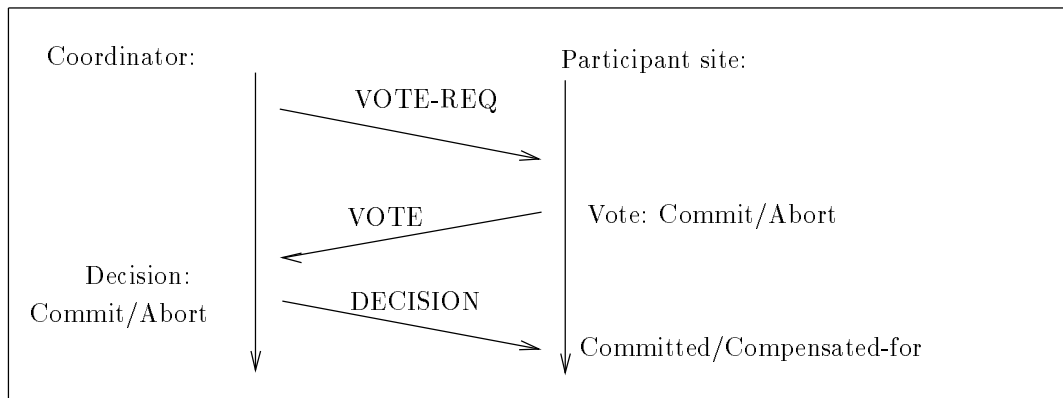 Coordinator:
Participant site:
VOTE-REQ
VOTE
Vote: Commit/Abort
Decision:
Commit/Abort
DECISION
Committed/Compensated-for